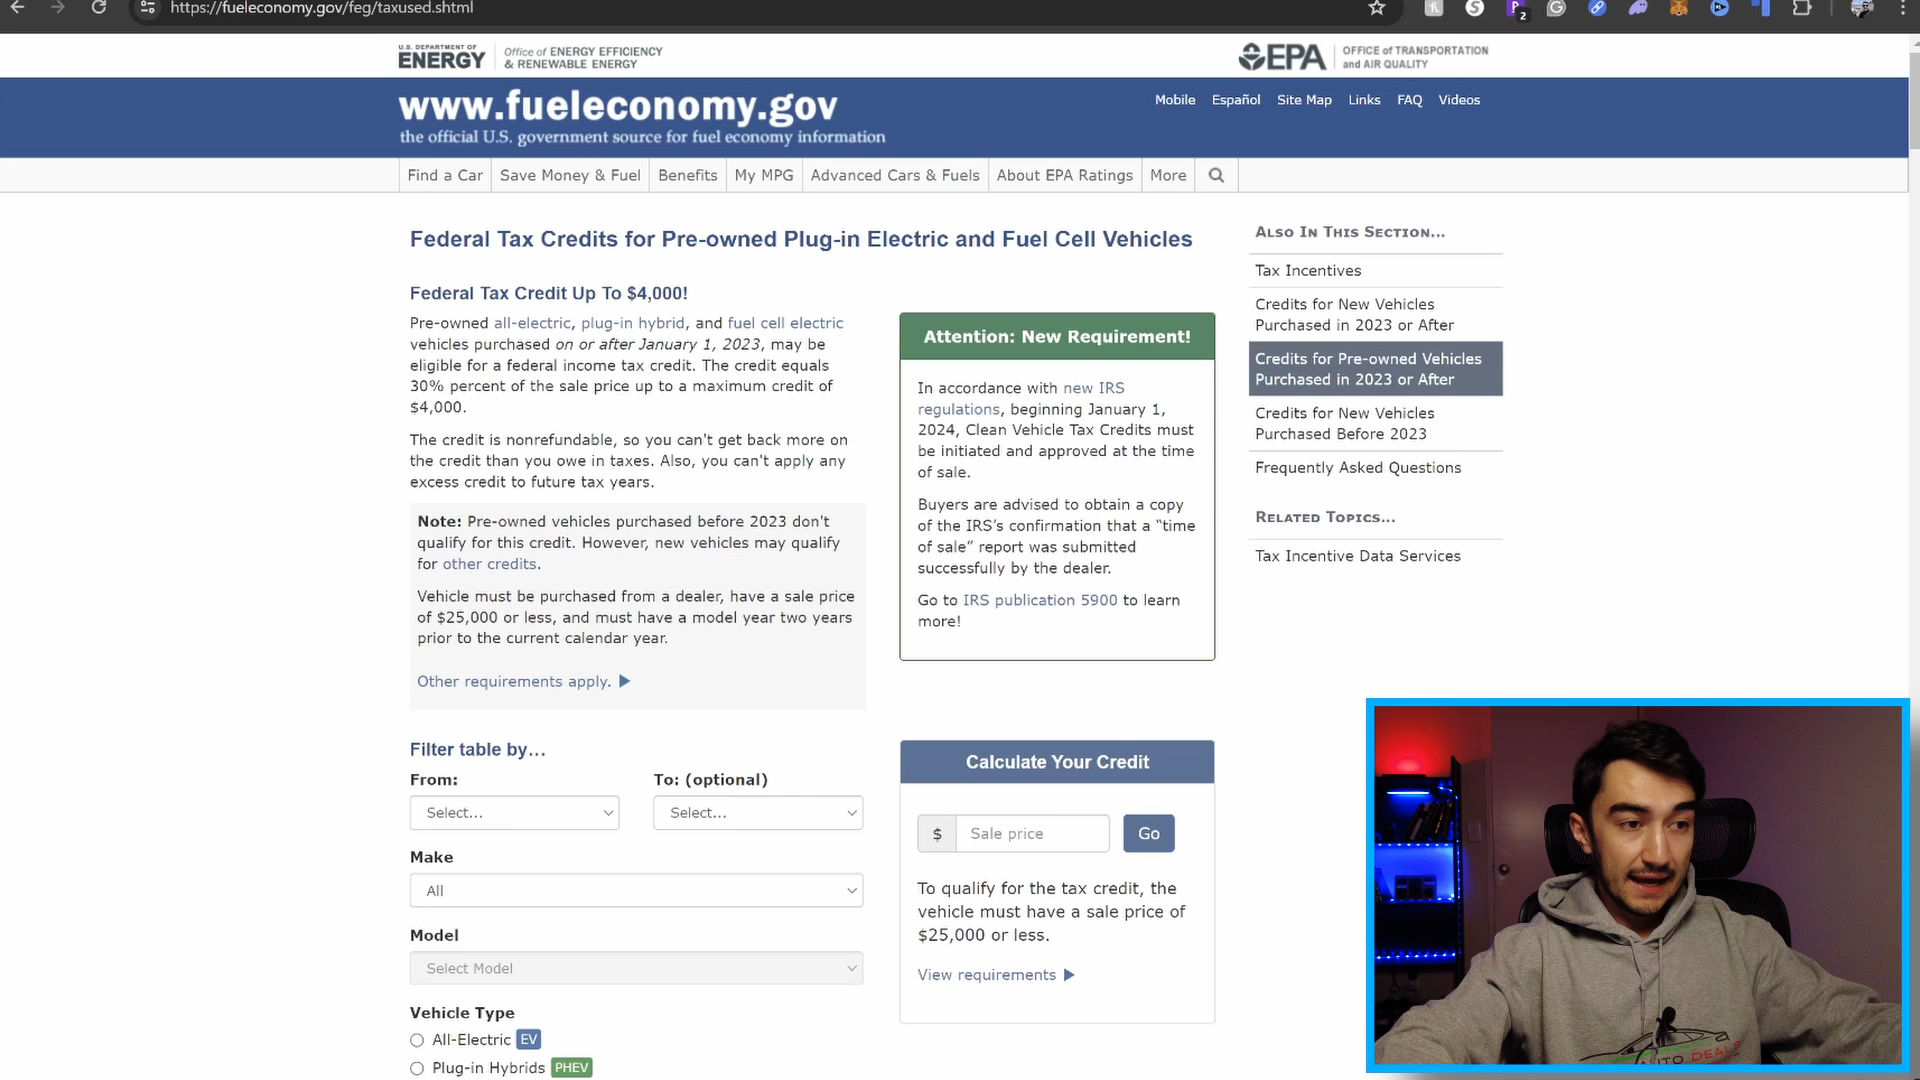 https://fueleconomy.gov/feg/taxused.shtml
2
U.S. DEPARTMENT OF
ENERGY
Office of ENERGY EFFICIENCY
& RENEWABLE ENERGY
EPA
OFFICE of TRANSPORTATION
and AIR QUALITY
www.fueleconomy.gov
the official U.S. government source for fuel economy information
Mobile Español Site Map Links FAQ Videos
Find a Car Save Money & Fuel Benefits My MPG Advanced Cars & Fuels About EPA Ratings More
Federal Tax Credits for Pre-owned Plug-in Electric and Fuel Cell Vehicles
Federal Tax Credit Up To $4,000!
Pre-owned all-electric, plug-in hybrid, and fuel cell electric
vehicles purchased on or after January 1, 2023, may be
eligible for a federal income tax credit. The credit equals
30% percent of the sale price up to a maximum credit of
$4,000.
The credit is nonrefundable, so you can't get back more on
the credit than you owe in taxes. Also, you can't apply any
excess credit to future tax years.
Note: Pre-owned vehicles purchased before 2023 don't
qualify for this credit. However, new vehicles may qualify
for other credits.
Vehicle must be purchased from a dealer, have a sale price
of $25,000 or less, and must have a model year two years
prior to the current calendar year.
Other requirements apply.
Attention: New Requirement!
In accordance with new IRS
regulations, beginning January 1,
2024, Clean Vehicle Tax Credits must
be initiated and approved at the time
of sale.
Buyers are advised to obtain a copy
of the IRS’s confirmation that a “time
of sale” report was submitted
successfully by the dealer.
Go to IRS publication 5900 to learn
more!
ALSO IN THIS SECTION...
Tax Incentives
Credits for New Vehicles
Purchased in 2023 or After
Credits for Pre-owned Vehicles
Purchased in 2023 or After
Credits for New Vehicles
Purchased Before 2023
Frequently Asked Questions
RELATED TOPICS...
Tax Incentive Data Services
Filter table by...
From:
Select...
To: (optional)
Select...
Make
All
Model
Select Model
Vehicle Type
All-Electric EV
Plug-in Hybrids PHEV
Calculate Your Credit
$ Sale price Go
To qualify for the tax credit, the
vehicle must have a sale price of
$25,000 or less.
View requirements
AUTO DEALS